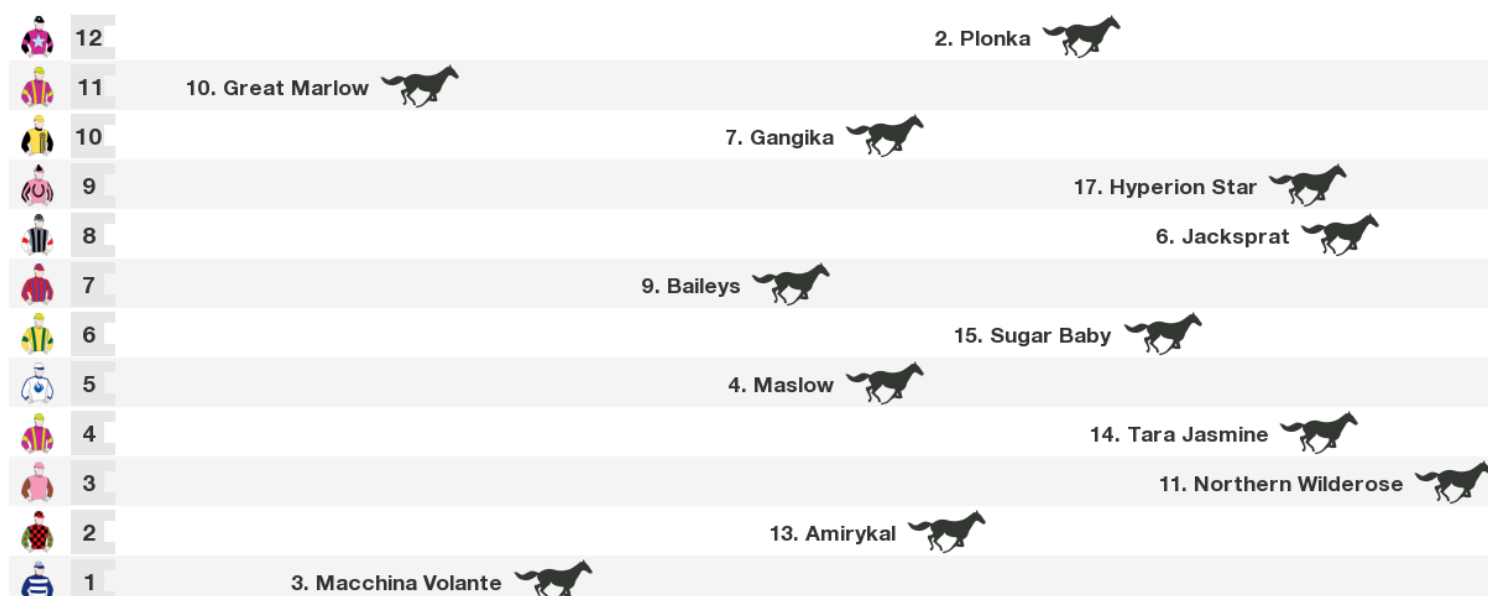 12 2. Plonka
11 10. Great Marlow
10 7. Gangika
9 17. Hyperion Star
8 6. Jacksprat
7 9. Baileys
6 15. Sugar Baby
5 4. Maslow
4 14. Tara Jasmine
3 11. Northern Wilderose
2 13. Amirykal
1 3. Macchina Volante